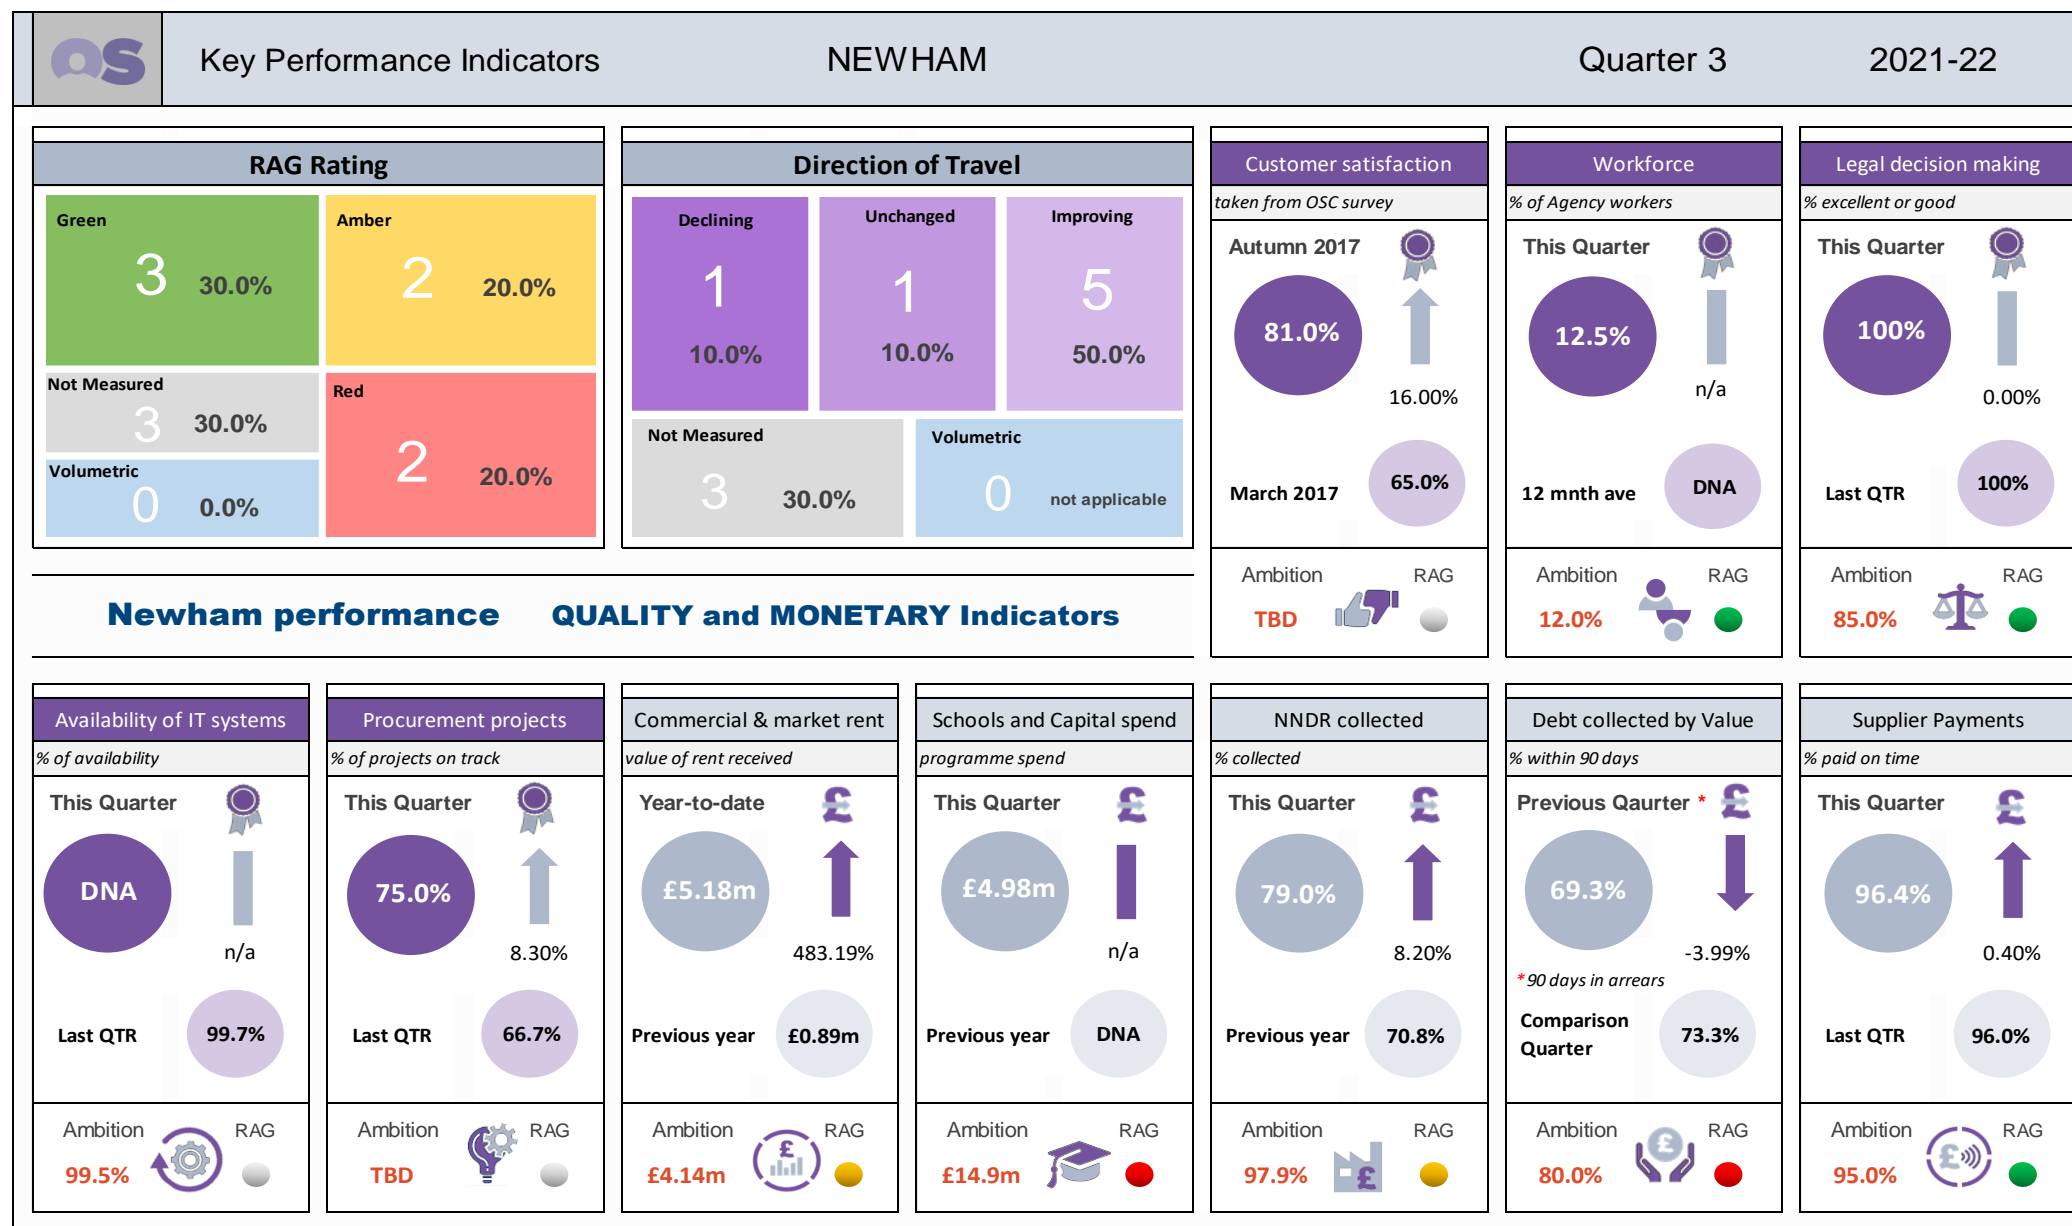 OS
Key Performance Indicators
NEWHAM
Quarter 3
2021-22
RAG Rating
Green
3
30.0%
Amber
2
20.0%
Not Measured
3
30.0%
Red
2
20.0%
Volumetric
0
0.0%
Direction of Travel
Declining
1
10.0%
Unchanged
1
10.0%
Improving
5
50.0%
Not Measured
3
30.0%
Volumetric
0
not applicable
Customer satisfaction
taken from OSC survey
Autumn 2017
81.0%
16.00%
March 2017
65.0%
Ambition
RAG
TBD
Workforce
% of Agency workers
This Quarter
12.5%
n/a
12 mnth ave
DNA
Ambition
RAG
12.0%
Legal decision making
% excellent or good
This Quarter
100%
0.00%
Last QTR
100%
Ambition
RAG
85.0%
Newham performance
QUALITY and MONETARY Indicators
Availability of IT systems
% of availability
This Quarter
DNA
n/a
Last QTR
99.7%
Ambition
RAG
99.5%
Procurement projects
% of projects on track
This Quarter
75.0%
8.30%
Last QTR
66.7%
Ambition
RAG
TBD
Commercial & market rent
value of rent received
Year-to-date
£
£5.18m
483.19%
Previous year
£0.89m
Ambition
RAG
£
£4.14m
Schools and Capital spend
programme spend
This Quarter
£
£4.98m
n/a
Previous year
DNA
Ambition
RAG
£14.9m
NNDR collected
% collected
This Quarter
£
79.0%
8.20%
Previous year
70.8%
Ambition
RAG
97.9%
£
Debt collected by Value
% within 90 days
Previous Qaurter *
£
69.3%
-3.99%
*90 days in arrears
Comparison
Quarter
73.3%
Ambition
RAG
£
80.0%
Supplier Payments
% paid on time
This Quarter
£
96.4%
0.40%
Last QTR
96.0%
Ambition
RAG
£
95.0%